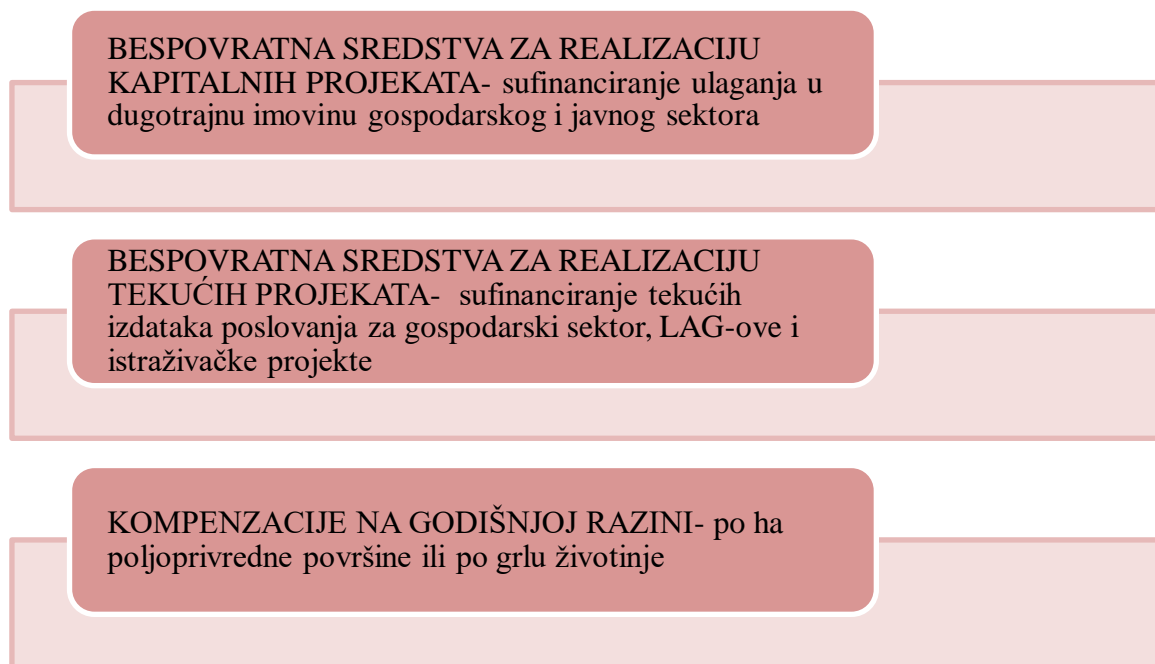 BESPOVRATNA SREDSTVA ZA REALIZACIJU
KAPITALNIH PROJEKATA- sufinanciranje ulaganja u
dugotrajnu imovinu gospodarskog i javnog sektora
BESPOVRATNA SREDSTVA ZA REALIZACIJU
TEKUĆIH PROJEKATA- sufinanciranje tekućih
izdataka poslovanja za gospodarski sektor, LAG-ove i
istraživačke projekte
KOMPENZACIJE NA GODIŠNJOJ RAZINI- po ha
poljoprivredne površine ili po grlu životinje